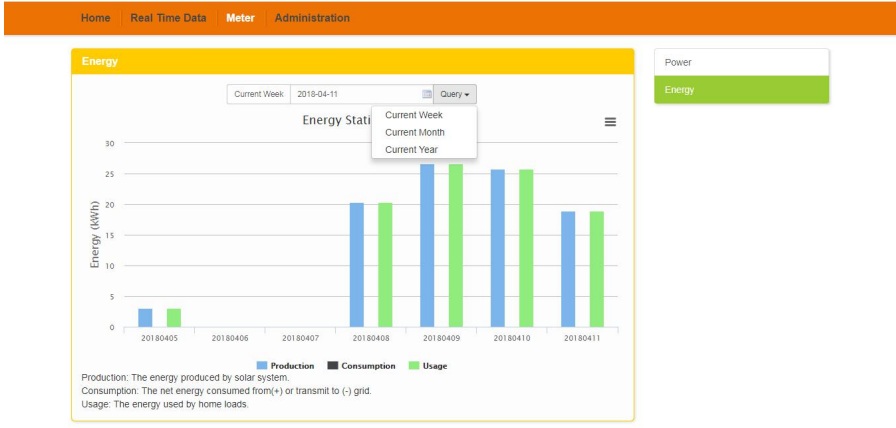 Home Real Time Data Meter Administration
Energy
Power
Energy
Current Week 2018-04-11 Query
Current Week
Current Month
Current Year
Energy
30
25
20
15
10
5
0
Energy (kWh)
20180405 20180406 20180407 20180408 20180409 20180410 20180411
Production Consumption Usage
Production: The energy produced by solar system.
Consumption: The net energy consumed from(+) or transmit to (-) grid.
Usage: The energy used by home loads.